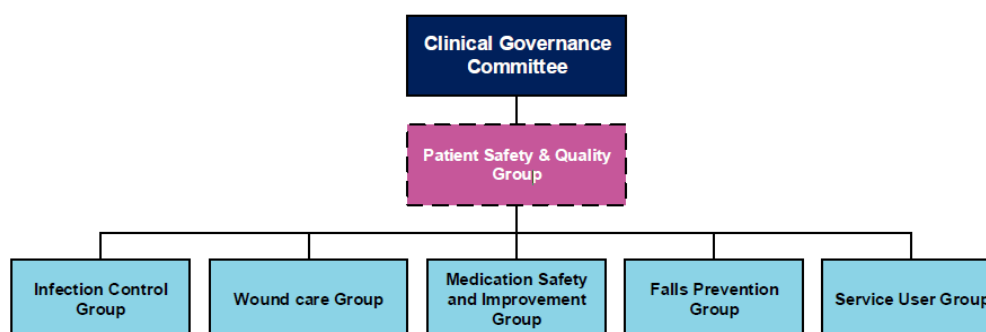 Clinical Governance
Committee
Patient Safety & Quality
Group
Infection Control
Group
Wound care Group
Medication Safety
and Improvement
Group
Falls Prevention
Group
Service User Group